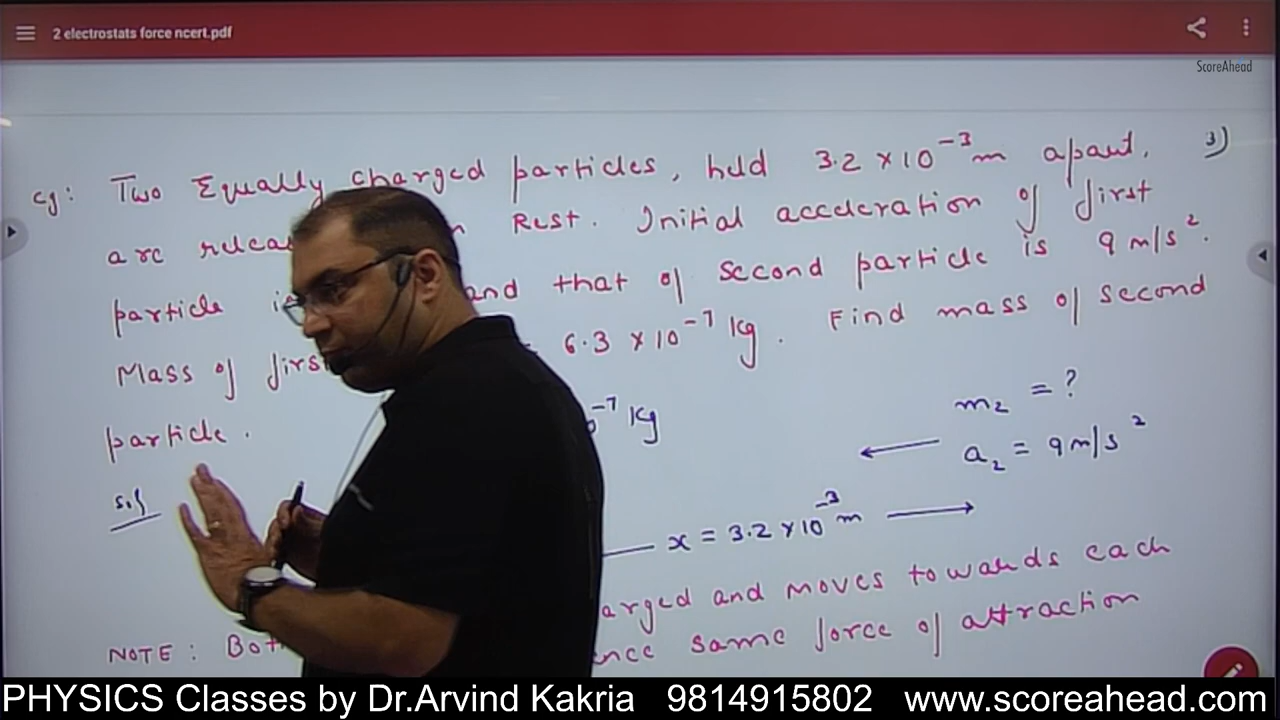 2 electrostats force ncert.pdf
ScoreAhead
eg: Two Equally charged particles, held 3.2 × 10⁻³ m apart, 3)
are Rest. Initial acceleration of first
particle and that of second particle is 9 m/s².
Mass of 6.3 × 10⁻⁷ kg. Find mass of second
particle.
kg m₂ = ?
a₂ = 9 m/s²
Sol
x = 3.2 × 10⁻³ m
and moves towards each
NOTE: same force of attraction
PHYSICS Classes by Dr.Arvind Kakria 9814915802 www.scoreahead.com